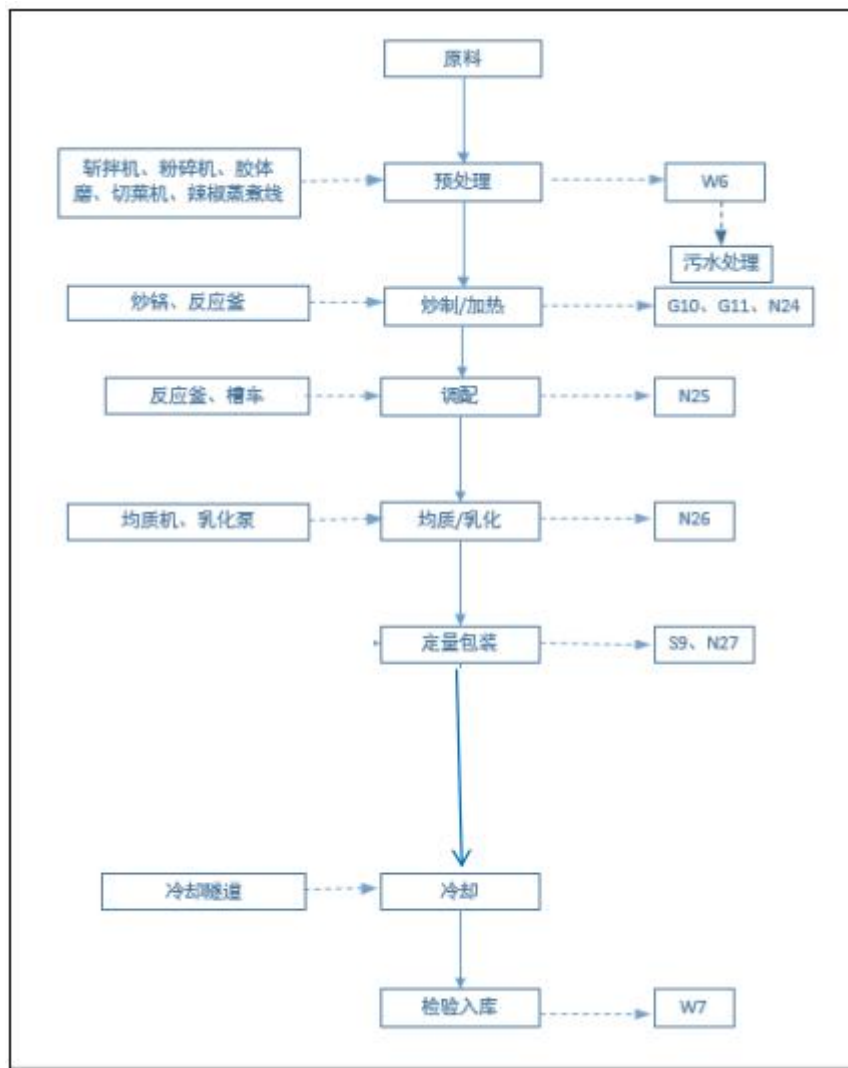 原料
斩拌机、粉碎机、胶体
磨、切菜机、辣椒蒸煮线
预处理
W6
污水处理
炒锅、反应釜
炒制/加热
G10、G11、N24
反应釜、槽车
调配
N25
均质机、乳化泵
均质/乳化
N26
定量包装
S9、N27
冷却隧道
冷却
检验入库
W7